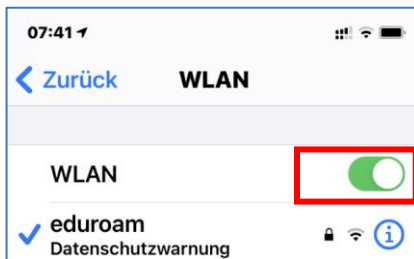 07:41
Zurück WLAN
WLAN
eduroam
Datenschutzwarnung